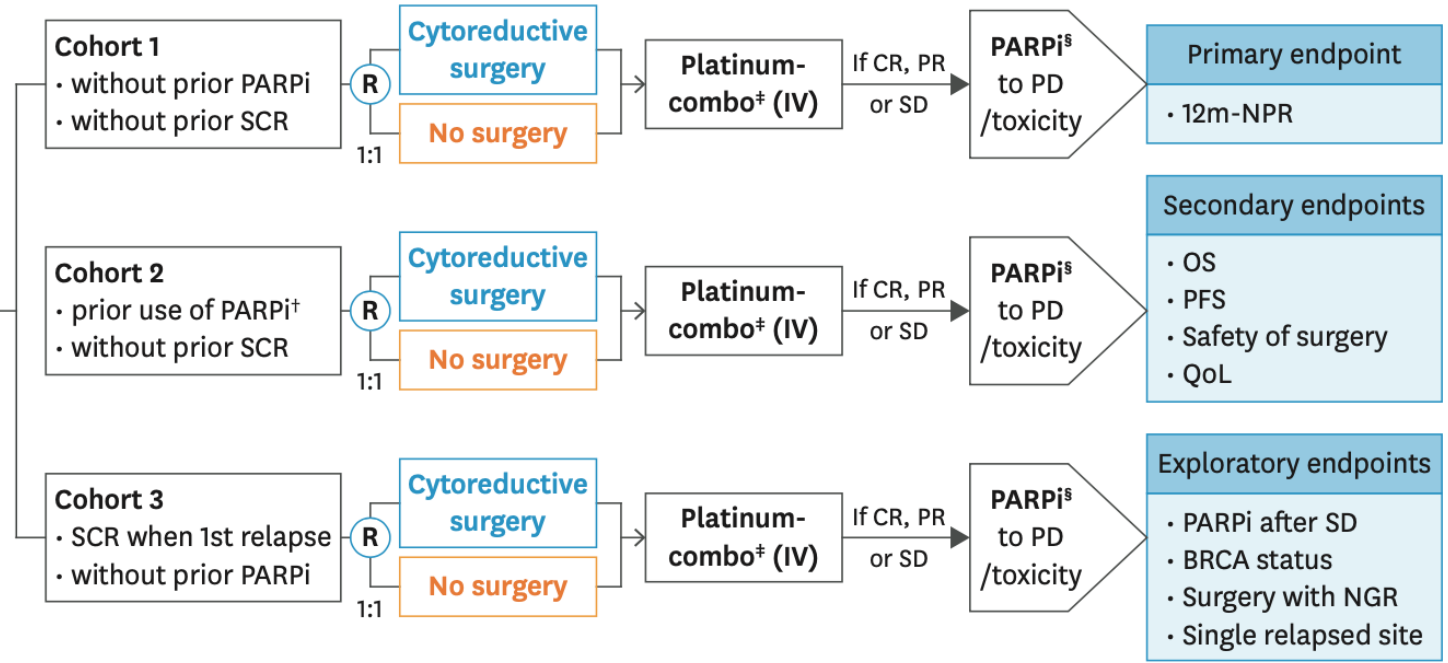 Cohort 1
· without prior PARPi
· without prior SCR
R
1:1
Cytoreductive
surgery
No surgery
Platinum-
combo‡ (IV)
If CR, PR
or SD
PARPi§
to PD
/toxicity
Primary endpoint
· 12m-NPR
Cohort 2
· prior use of PARPi†
· without prior SCR
R
1:1
Cytoreductive
surgery
No surgery
Platinum-
combo‡ (IV)
If CR, PR
or SD
PARPi§
to PD
/toxicity
Secondary endpoints
· OS
· PFS
· Safety of surgery
· QoL
Cohort 3
· SCR when 1st relapse
· without prior PARPi
R
1:1
Cytoreductive
surgery
No surgery
Platinum-
combo‡ (IV)
If CR, PR
or SD
PARPi§
to PD
/toxicity
Exploratory endpoints
· PARPi after SD
· BRCA status
· Surgery with NGR
· Single relapsed site